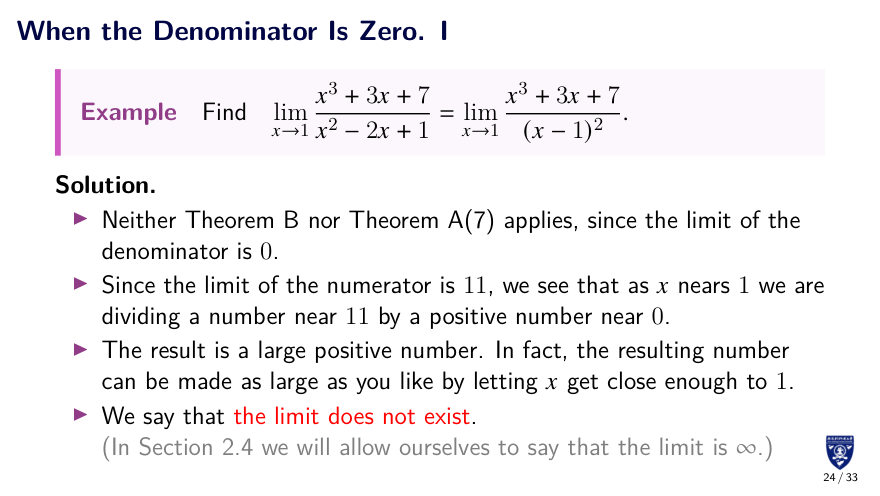 When the Denominator Is Zero. I
Example Find lim x→1 (x³ + 3x + 7)/(x² − 2x + 1) = lim x→1 (x³ + 3x + 7)/(x − 1)².
Solution.
▶ Neither Theorem B nor Theorem A(7) applies, since the limit of the
denominator is 0.
▶ Since the limit of the numerator is 11, we see that as x nears 1 we are
dividing a number near 11 by a positive number near 0.
▶ The result is a large positive number. In fact, the resulting number
can be made as large as you like by letting x get close enough to 1.
▶ We say that the limit does not exist.
(In Section 2.4 we will allow ourselves to say that the limit is ∞.)
24 / 33